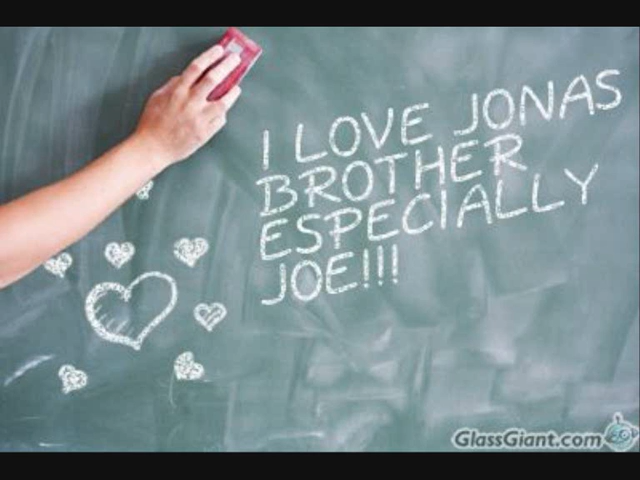 I LOVE JONAS
BROTHER
ESPECIALLY
JOE!!!
GlassGiant.com